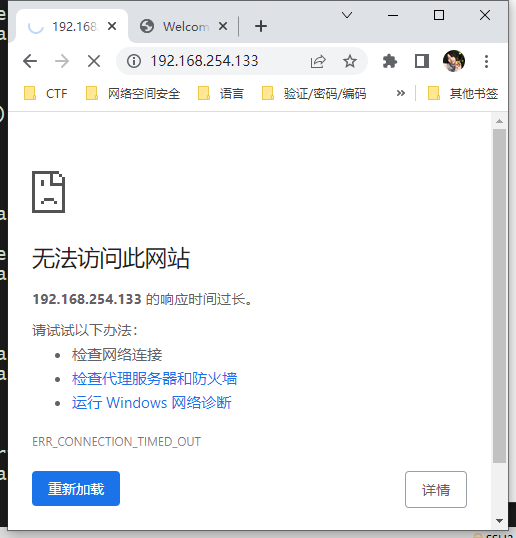 192.168.
Welcom
192.168.254.133
CTF
网络空间安全
语言
验证/密码/编码
»
其他书签
无法访问此网站
192.168.254.133 的响应时间过长。
请试试以下办法：
检查网络连接
检查代理服务器和防火墙
运行 Windows 网络诊断
ERR_CONNECTION_TIMED_OUT
重新加载
详情